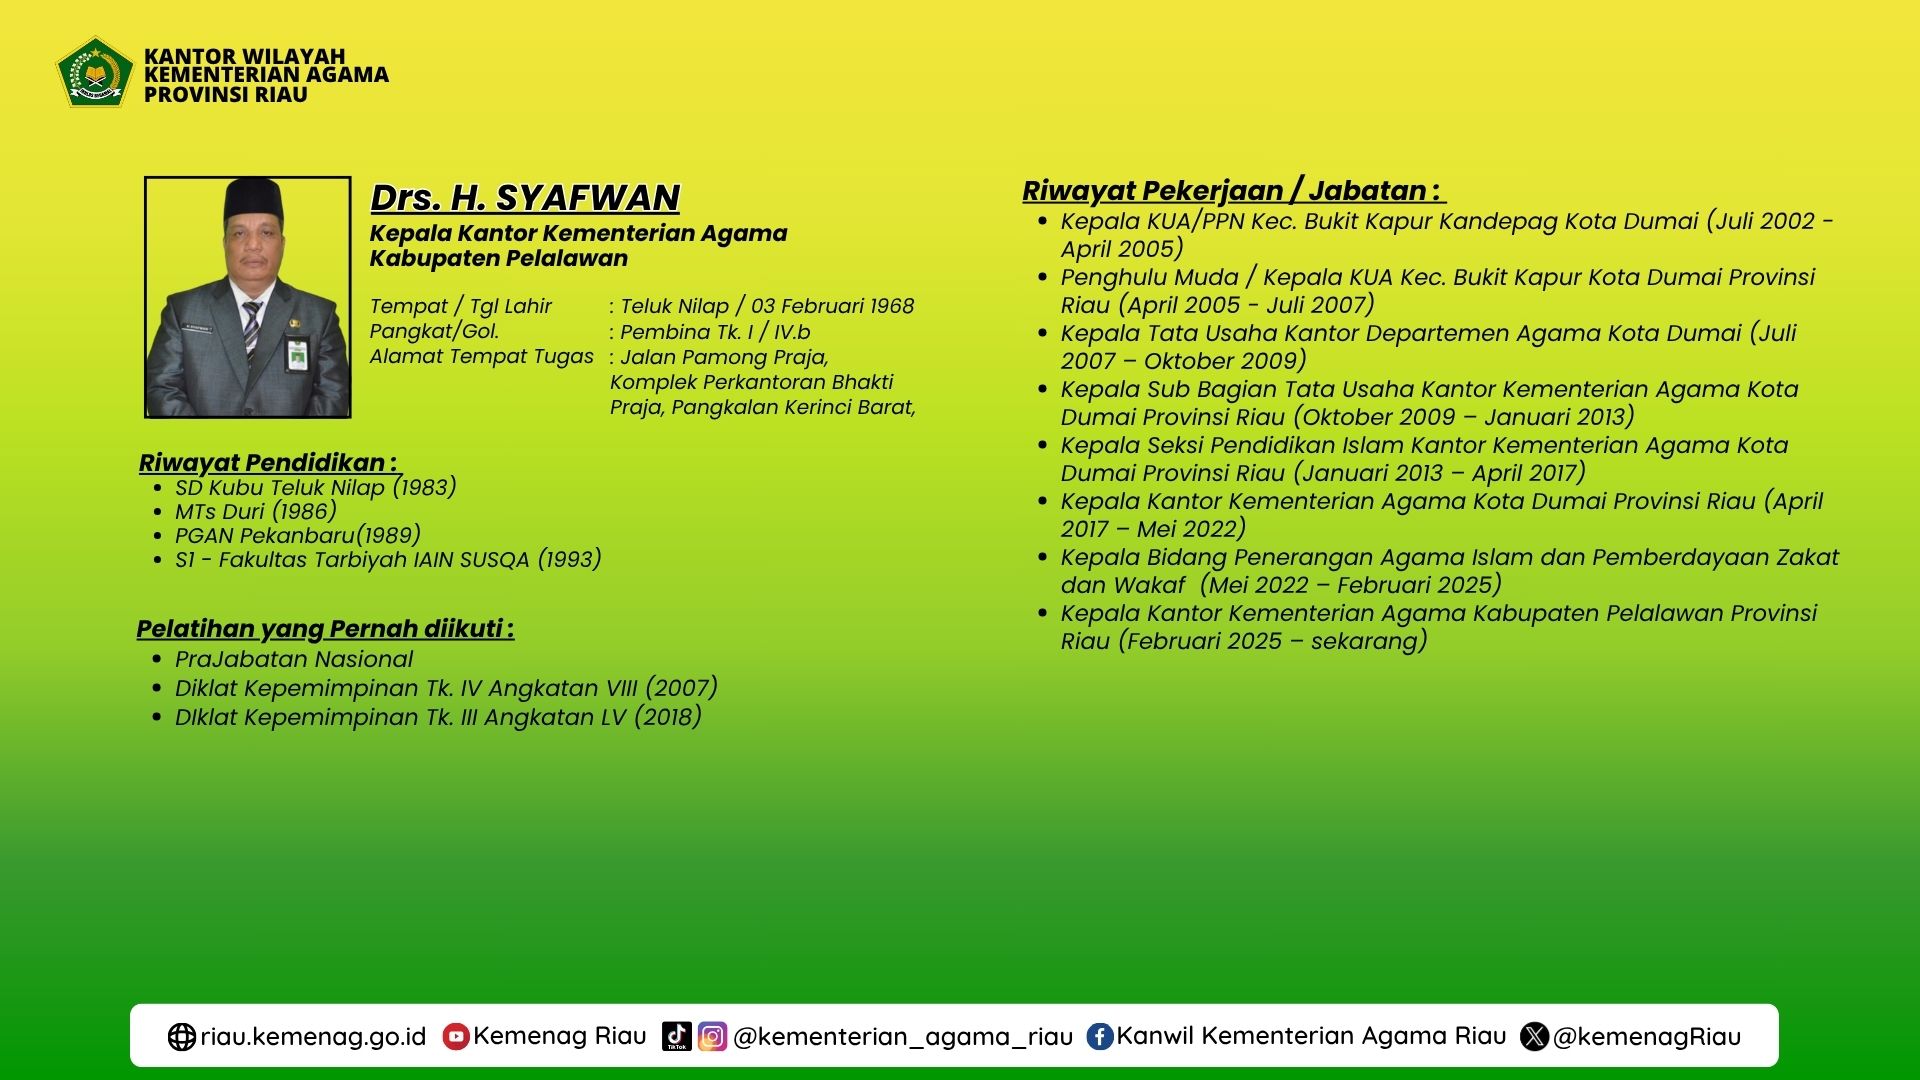 KANTOR WILAYAH
KEMENTERIAN AGAMA
PROVINSI RIAU
Drs. H. SYAFWAN
Kepala Kantor Kementerian Agama
Kabupaten Pelalawan
Tempat / Tgl Lahir : Teluk Nilap / 03 Februari 1968
Pangkat/Gol. : Pembina Tk. I / IV.b
Alamat Tempat Tugas : Jalan Pamong Praja,
Komplek Perkantoran Bhakti
Praja, Pangkalan Kerinci Barat,
Riwayat Pendidikan :
• SD Kubu Teluk Nilap (1983)
• MTs Duri (1986)
• PGAN Pekanbaru(1989)
• S1 - Fakultas Tarbiyah IAIN SUSQA (1993)
Pelatihan yang Pernah diikuti :
• PraJabatan Nasional
• Diklat Kepemimpinan Tk. IV Angkatan VIII (2007)
• DIklat Kepemimpinan Tk. III Angkatan LV (2018)
Riwayat Pekerjaan / Jabatan :
• Kepala KUA/PPN Kec. Bukit Kapur Kandepag Kota Dumai (Juli 2002 -
April 2005)
• Penghulu Muda / Kepala KUA Kec. Bukit Kapur Kota Dumai Provinsi
Riau (April 2005 - Juli 2007)
• Kepala Tata Usaha Kantor Departemen Agama Kota Dumai (Juli
2007 – Oktober 2009)
• Kepala Sub Bagian Tata Usaha Kantor Kementerian Agama Kota
Dumai Provinsi Riau (Oktober 2009 – Januari 2013)
• Kepala Seksi Pendidikan Islam Kantor Kementerian Agama Kota
Dumai Provinsi Riau (Januari 2013 – April 2017)
• Kepala Kantor Kementerian Agama Kota Dumai Provinsi Riau (April
2017 – Mei 2022)
• Kepala Bidang Penerangan Agama Islam dan Pemberdayaan Zakat
dan Wakaf (Mei 2022 – Februari 2025)
• Kepala Kantor Kementerian Agama Kabupaten Pelalawan Provinsi
Riau (Februari 2025 – sekarang)
riau.kemenag.go.id Kemenag Riau TikTok @kementerian_agama_riau Kanwil Kementerian Agama Riau @kemenagRiau